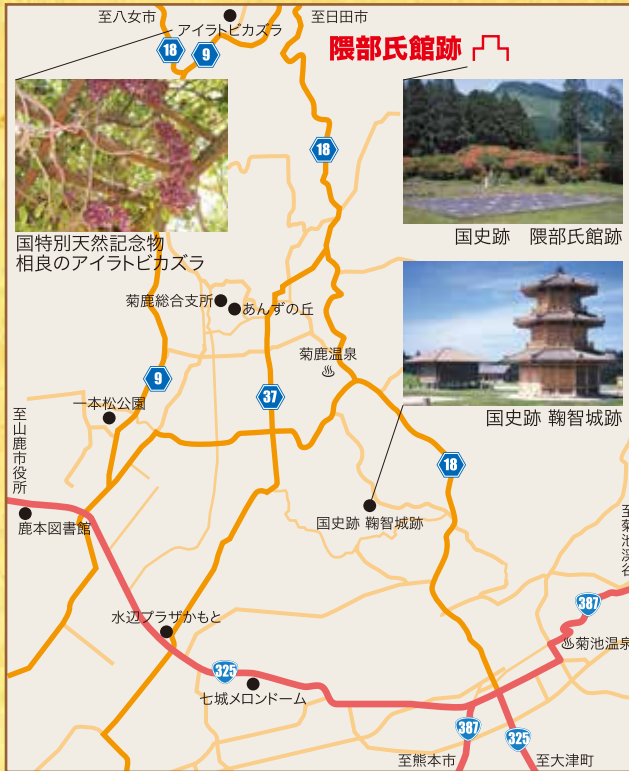 至八女市
至日田市
アイラトビカズラ
18
9
隈部氏館跡
18
国史跡 隈部氏館跡
国特別天然記念物
相良のアイラトビカズラ
菊鹿総合支所
あんずの丘
菊鹿温泉
9
37
一本松公園
国史跡 鞠智城跡
18
至山鹿市役所
鹿本図書館
国史跡 鞠智城跡
至菊池渓谷
387
水辺プラザかもと
菊池温泉
325
七城メロンドーム
387
325
至熊本市
至大津町